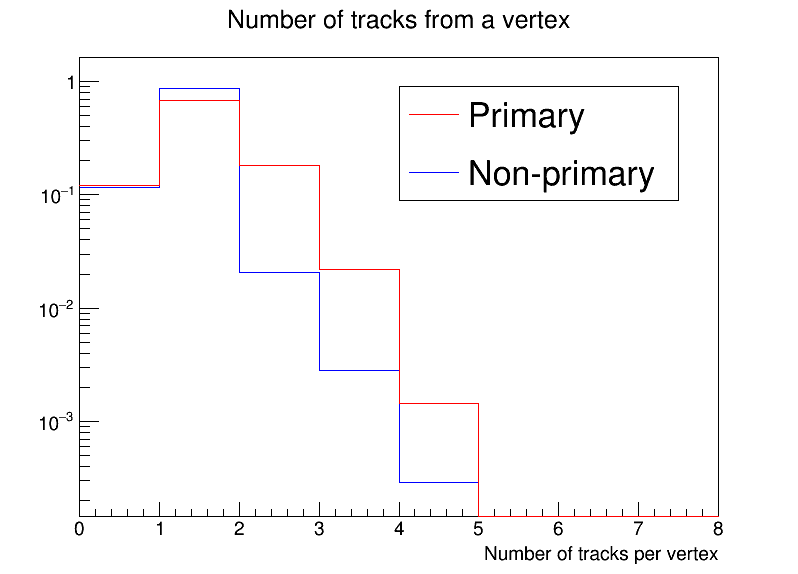 Number of tracks from a vertex
1
10⁻¹
10⁻²
10⁻³
Primary
Non-primary
0 1 2 3 4 5 6 7 8
Number of tracks per vertex